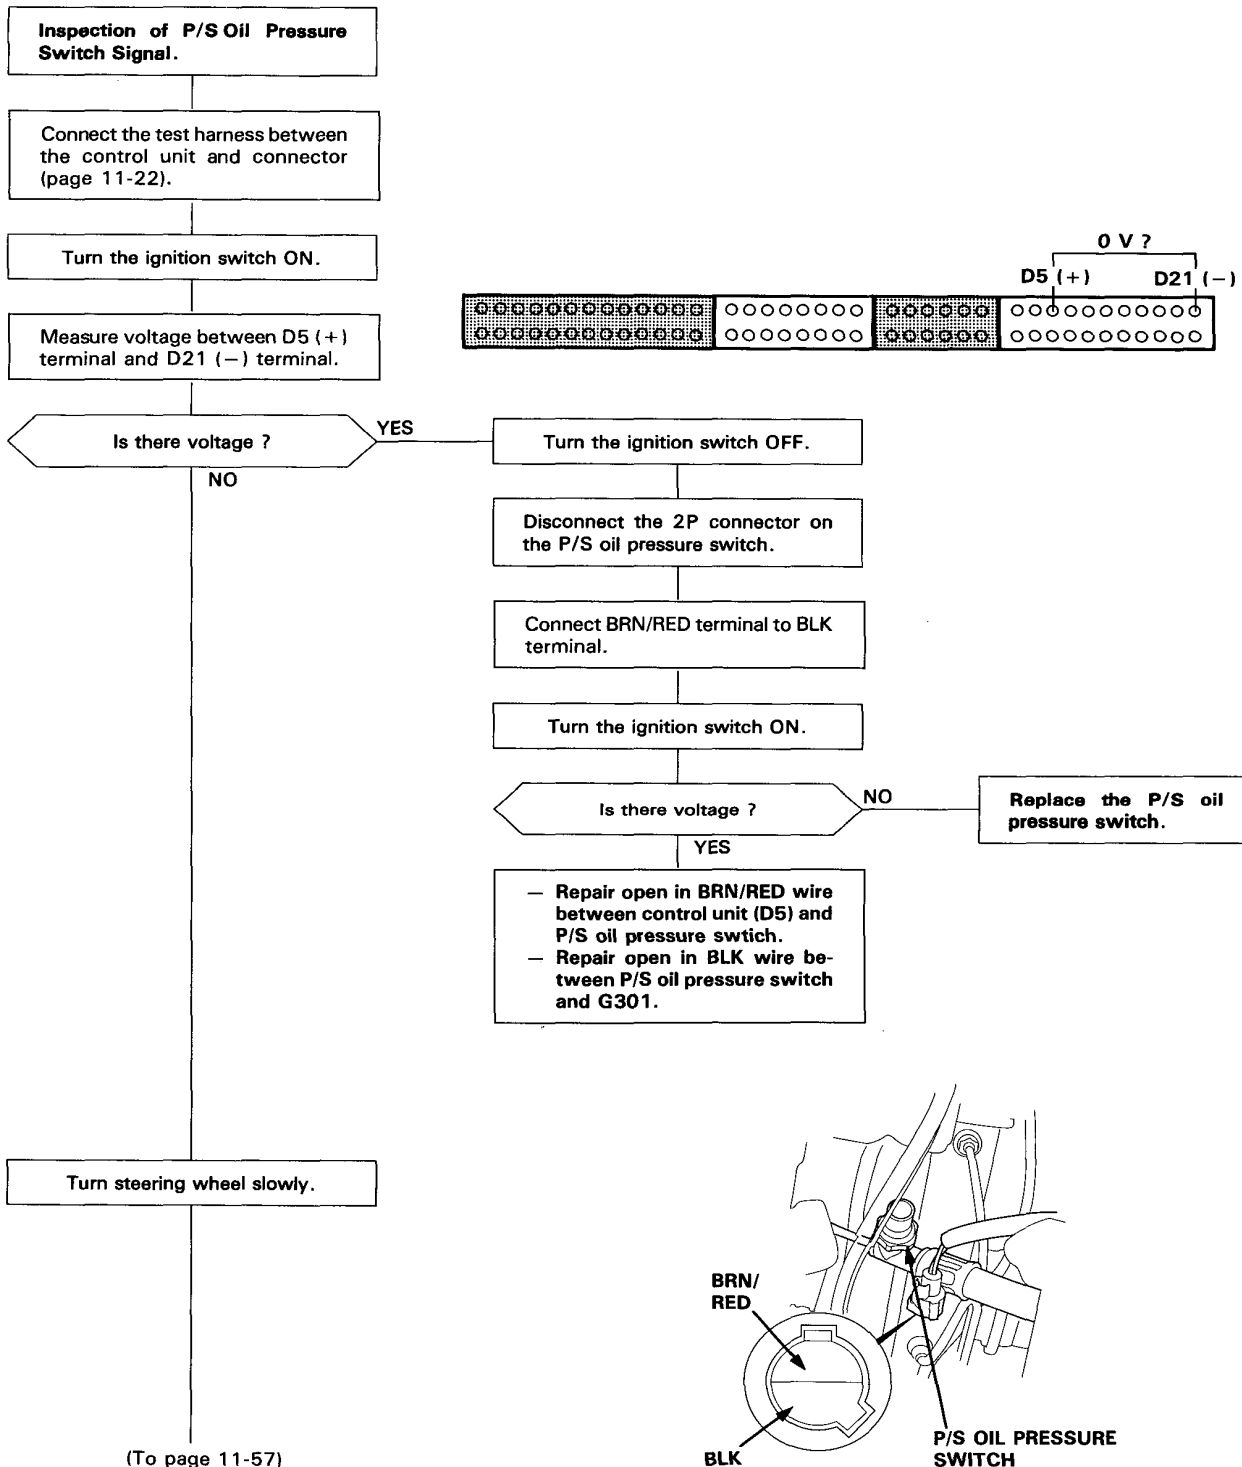 Inspection of P/S Oil Pressure
Switch Signal.
Connect the test harness between
the control unit and connector
(page 11-22).
Turn the ignition switch ON.
Measure voltage between D5 (+)
terminal and D21 (−) terminal.
0 V ?
D5 (+)
D21 (−)
Is there voltage ?
YES
NO
Turn the ignition switch OFF.
Disconnect the 2P connector on
the P/S oil pressure switch.
Connect BRN/RED terminal to BLK
terminal.
Turn the ignition switch ON.
Is there voltage ?
NO
YES
Replace the P/S oil
pressure switch.
— Repair open in BRN/RED wire
between control unit (D5) and
P/S oil pressure swtich.
— Repair open in BLK wire be-
tween P/S oil pressure switch
and G301.
Turn steering wheel slowly.
(To page 11-57)
BRN/
RED
BLK
P/S OIL PRESSURE
SWITCH